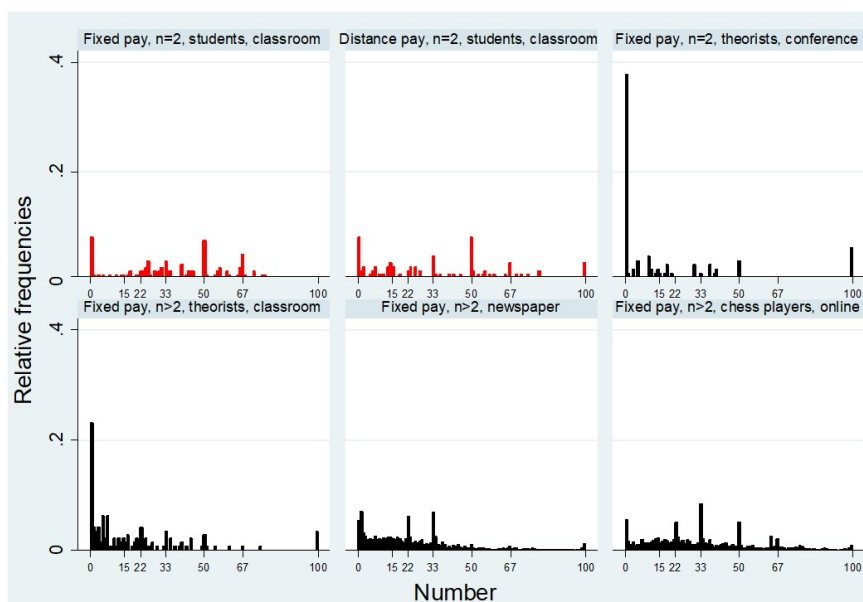 Fixed pay, n=2, students, classroom
Distance pay, n=2, students, classroom
Fixed pay, n=2, theorists, conference
0 .2 .4
0 15 22 33 50 67 100
0 15 22 33 50 67 100
0 15 22 33 50 67 100
Fixed pay, n>2, theorists, classroom
Fixed pay, n>2, newspaper
Fixed pay, n>2, chess players, online
0 .2 .4
0 15 22 33 50 67 100
0 15 22 33 50 67 100
0 15 22 33 50 67 100
Relative frequencies
Number